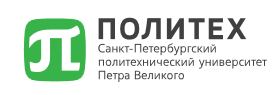 П
ПОЛИТЕХ
Санкт-Петербургский
политехнический университет
Петра Великого